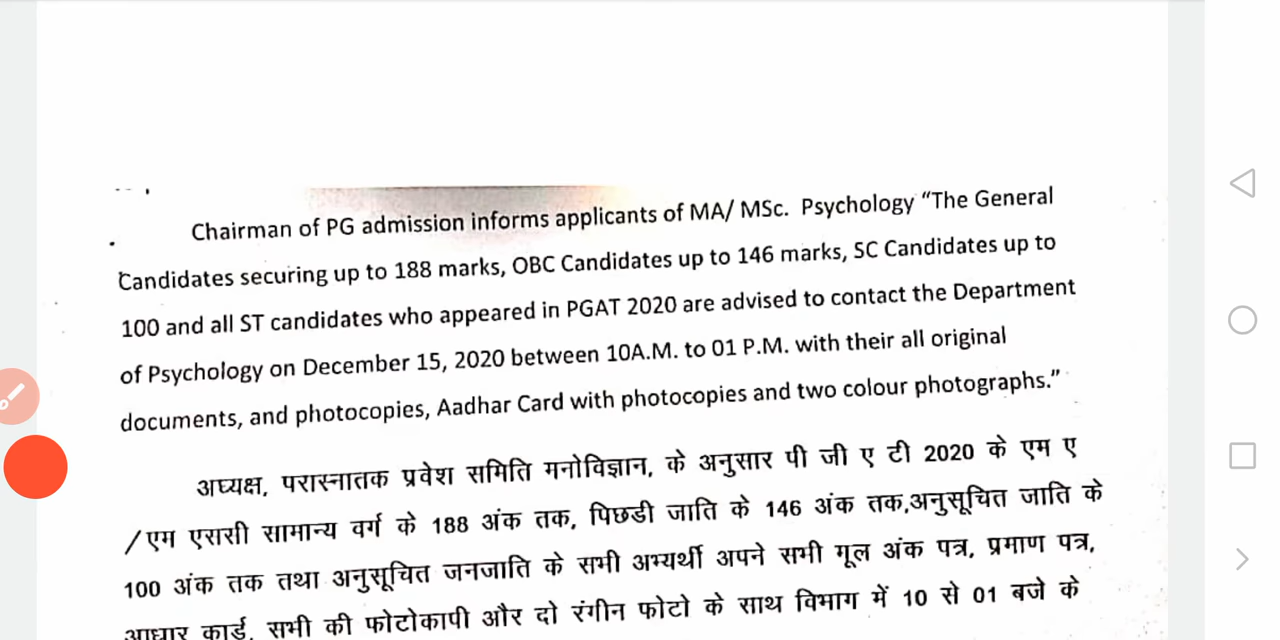 Chairman of PG admission informs applicants of MA/ MSc. Psychology “The General
Candidates securing up to 188 marks, OBC Candidates up to 146 marks, SC Candidates up to
100 and all ST candidates who appeared in PGAT 2020 are advised to contact the Department
of Psychology on December 15, 2020 between 10A.M. to 01 P.M. with their all original
documents, and photocopies, Aadhar Card with photocopies and two colour photographs.”
अध्यक्ष, परास्नातक प्रवेश समिति मनोविज्ञान, के अनुसार पी जी ए टी 2020 के एम ए
/एम एससी सामान्य वर्ग के 188 अंक तक, पिछडी जाति के 146 अंक तक,अनुसूचित जाति के
100 अंक तक तथा अनुसूचित जनजाति के सभी अभ्यर्थी अपने सभी मूल अंक पत्र, प्रमाण पत्र,
आधार कार्ड, सभी की फोटोकापी और दो रंगीन फोटो के साथ विभाग में 10 से 01 बजे के